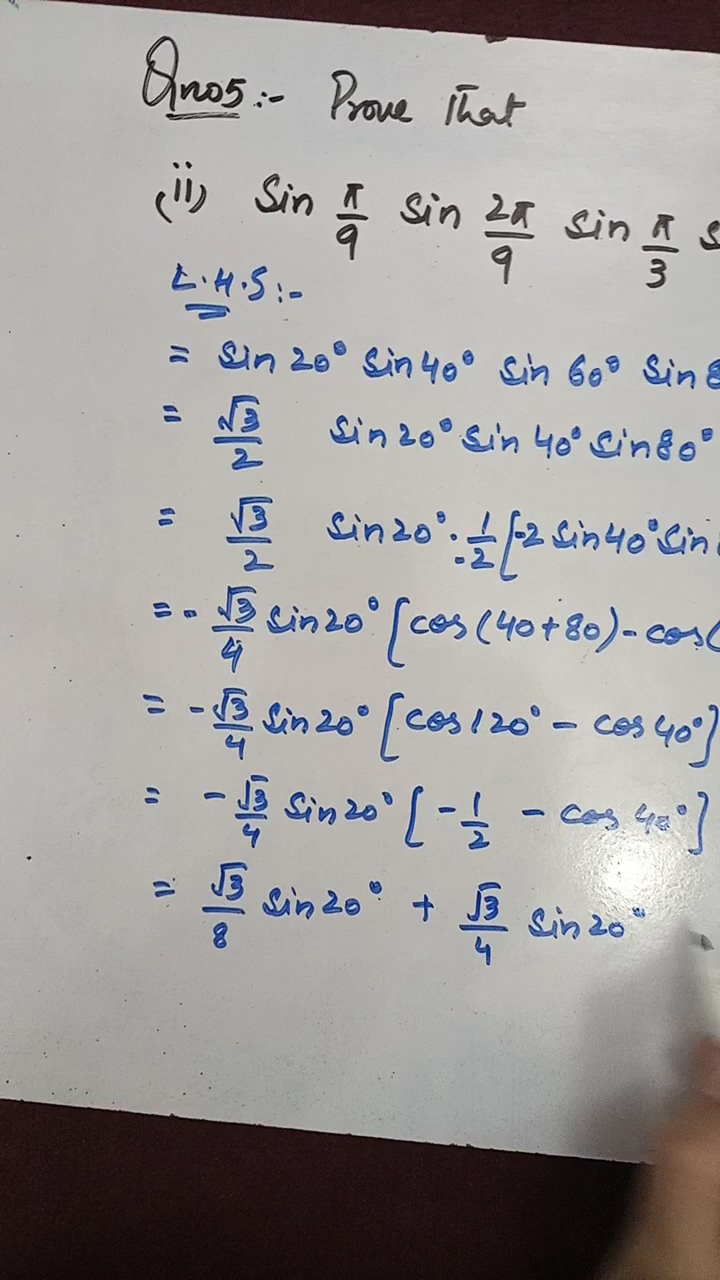 Qno5:- Prove That
(ii) Sin π/9 Sin 2π/9 Sin π/3 S
L.H.S:-
= Sin 20° Sin 40° Sin 60° Sin 8
= √3/2 Sin 20° Sin 40° Sin 80°
= √3/2 Sin 20° . -1/2 [-2 Sin 40° Sin
= - √3/4 Sin 20° [cos (40+80) - cos(
= - √3/4 Sin 20° [cos 120° - cos 40°]
= - √3/4 Sin 20° [- 1/2 - cos 40°]
= √3/8 Sin 20° + √3/4 Sin 20°